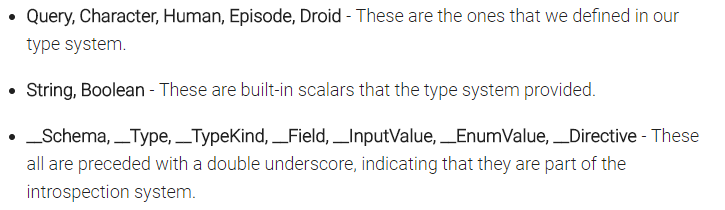 • Query, Character, Human, Episode, Droid - These are the ones that we defined in our
type system.
• String, Boolean - These are built-in scalars that the type system provided.
• __Schema, __Type, __TypeKind, __Field, __InputValue, __EnumValue, __Directive - These
all are preceded with a double underscore, indicating that they are part of the
introspection system.